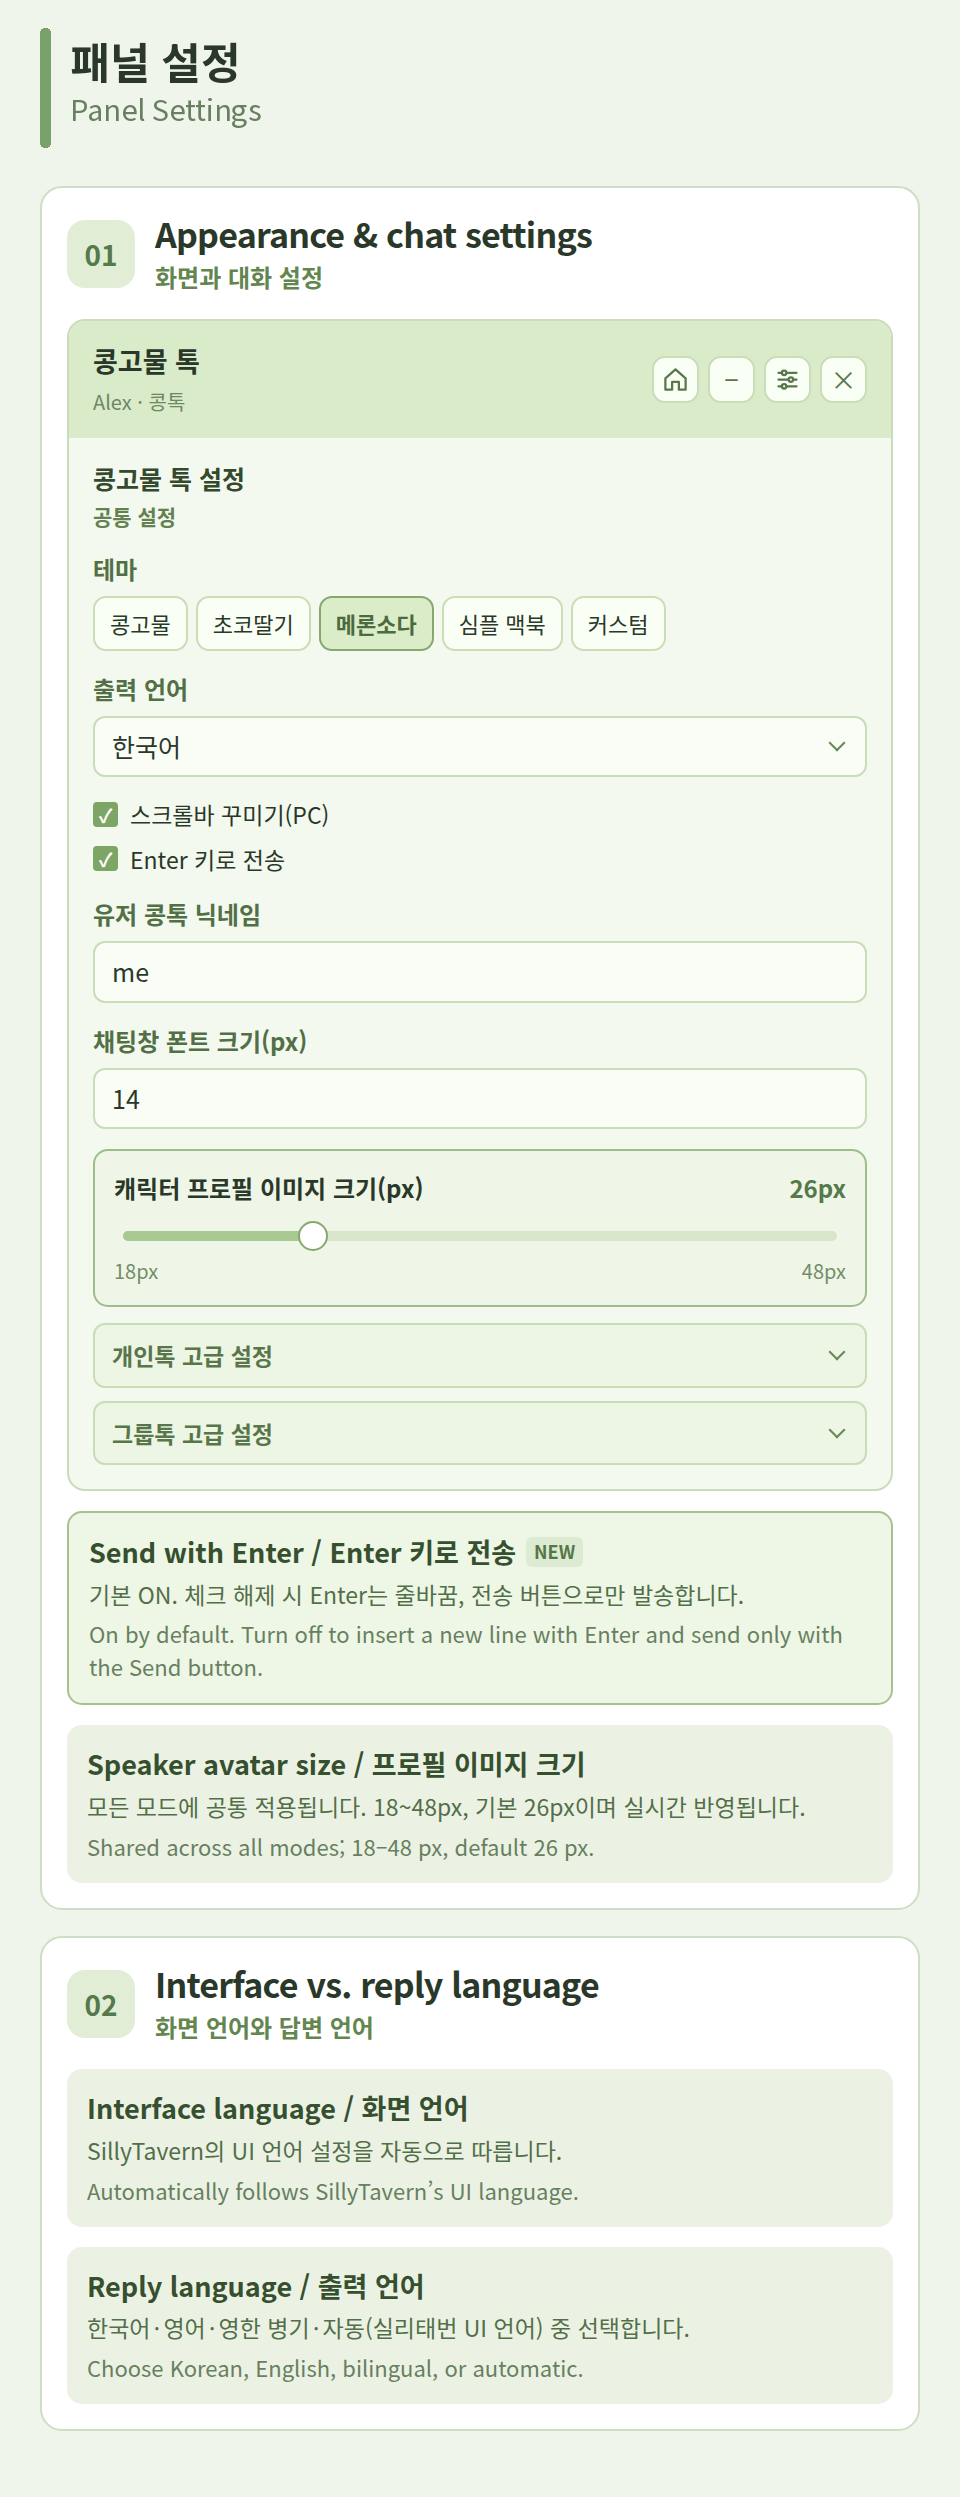 패널 설정
Panel Settings
01
Appearance & chat settings
화면과 대화 설정
콩고물 톡
Alex · 콩톡
콩고물 톡 설정
공통 설정
테마
콩고물 초코딸기 메론소다 심플 맥북 커스텀
출력 언어
한국어
스크롤바 꾸미기(PC)
Enter 키로 전송
유저 콩톡 닉네임
me
채팅창 폰트 크기(px)
14
캐릭터 프로필 이미지 크기(px) 26px
18px 48px
개인톡 고급 설정
그룹톡 고급 설정
Send with Enter / Enter 키로 전송 NEW
기본 ON. 체크 해제 시 Enter는 줄바꿈, 전송 버튼으로만 발송합니다.
On by default. Turn off to insert a new line with Enter and send only with
the Send button.
Speaker avatar size / 프로필 이미지 크기
모든 모드에 공통 적용됩니다. 18~48px, 기본 26px이며 실시간 반영됩니다.
Shared across all modes; 18–48 px, default 26 px.
02
Interface vs. reply language
화면 언어와 답변 언어
Interface language / 화면 언어
SillyTavern의 UI 언어 설정을 자동으로 따릅니다.
Automatically follows SillyTavern’s UI language.
Reply language / 출력 언어
한국어·영어·영한 병기·자동(실리태번 UI 언어) 중 선택합니다.
Choose Korean, English, bilingual, or automatic.